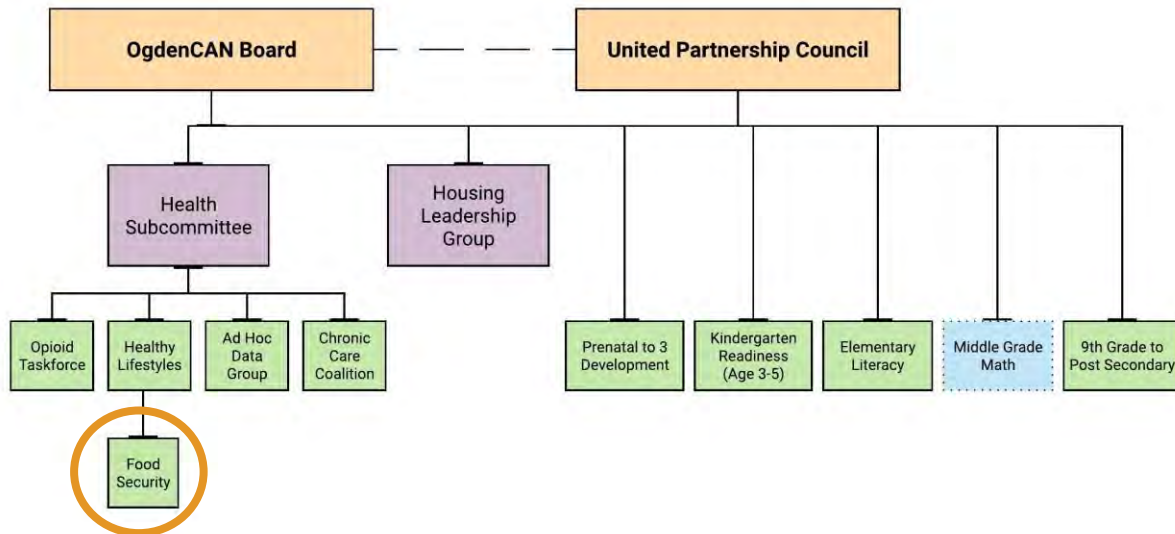 OgdenCAN Board
United Partnership Council
Health
Subcommittee
Housing
Leadership
Group
Opioid
Taskforce
Healthy
Lifestyles
Ad Hoc
Data
Group
Chronic
Care
Coalition
Prenatal to 3
Development
Kindergarten
Readiness
(Age 3-5)
Elementary
Literacy
Middle Grade
Math
9th Grade to
Post Secondary
Food
Security